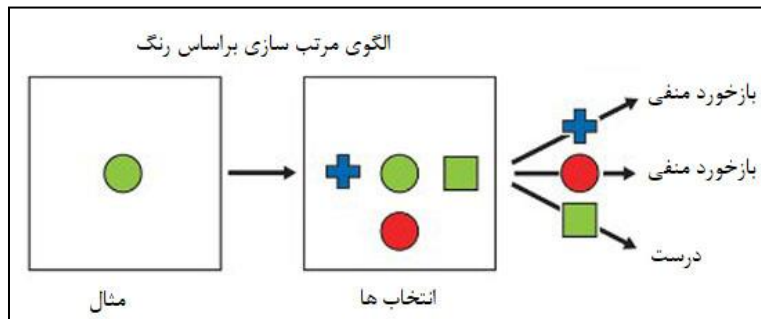 الگوی مرتب سازی براساس رنگ
بازخورد منفی
بازخورد منفی
درست
انتخاب ها
مثال